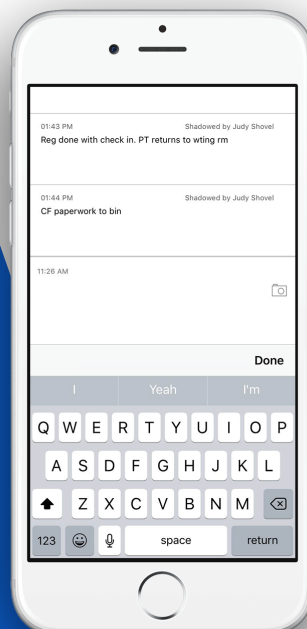 01:43 PM Shadowed by Judy Shovel
Reg done with check in. PT returns to wting rm
01:44 PM Shadowed by Judy Shovel
CF paperwork to bin
11:26 AM
Done
I Yeah I'm
Q W E R T Y U I O P
A S D F G H J K L
Z X C V B N M
123 space return